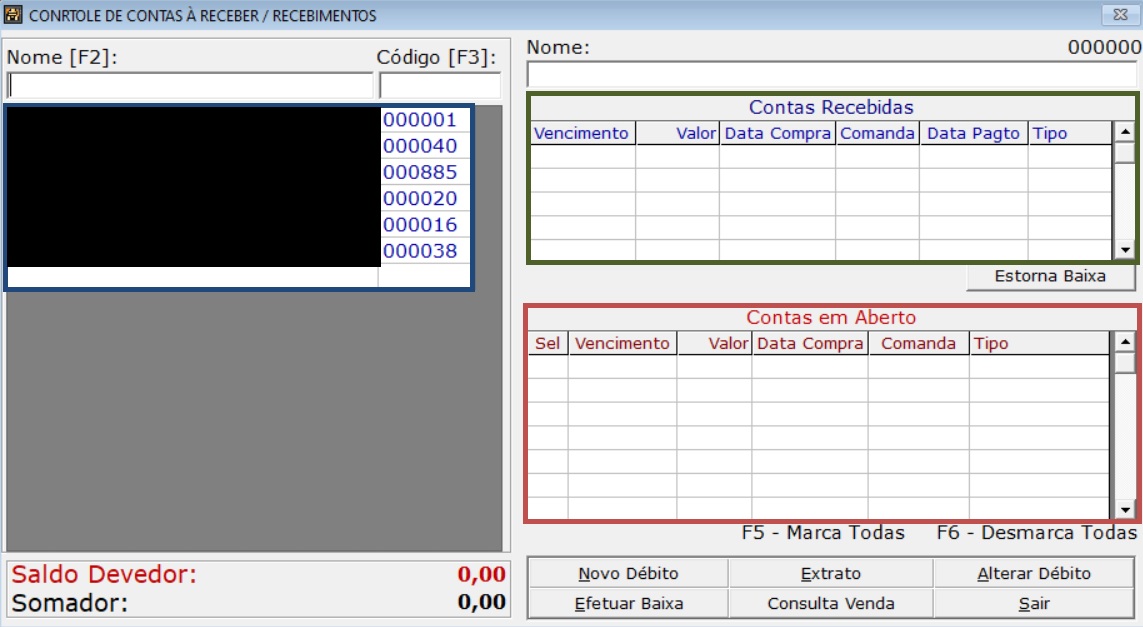 CONRTOLE DE CONTAS À RECEBER / RECEBIMENTOS
Nome [F2]: Código [F3]:
000001
000040
000885
000020
000016
000038
Saldo Devedor: 0,00
Somador: 0,00
Nome: 000000
Contas Recebidas
Vencimento Valor Data Compra Comanda Data Pagto Tipo
Estorna Baixa
Contas em Aberto
Sel Vencimento Valor Data Compra Comanda Tipo
F5 - Marca Todas F6 - Desmarca Todas
Novo Débito Extrato Alterar Débito
Efetuar Baixa Consulta Venda Sair